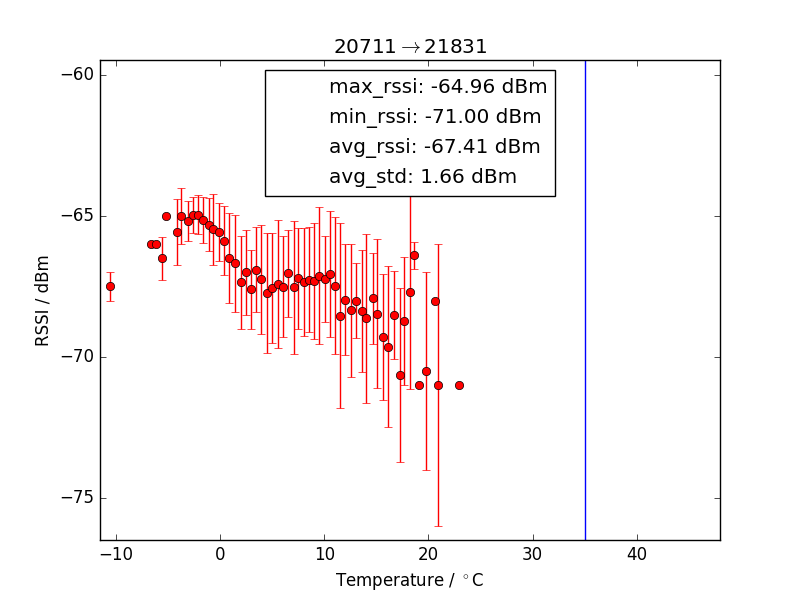 20711→21831
max_rssi: -64.96 dBm
min_rssi: -71.00 dBm
avg_rssi: -67.41 dBm
avg_std: 1.66 dBm
RSSI / dBm
−60
−65
−70
−75
−10 0 10 20 30 40
Temperature / °C